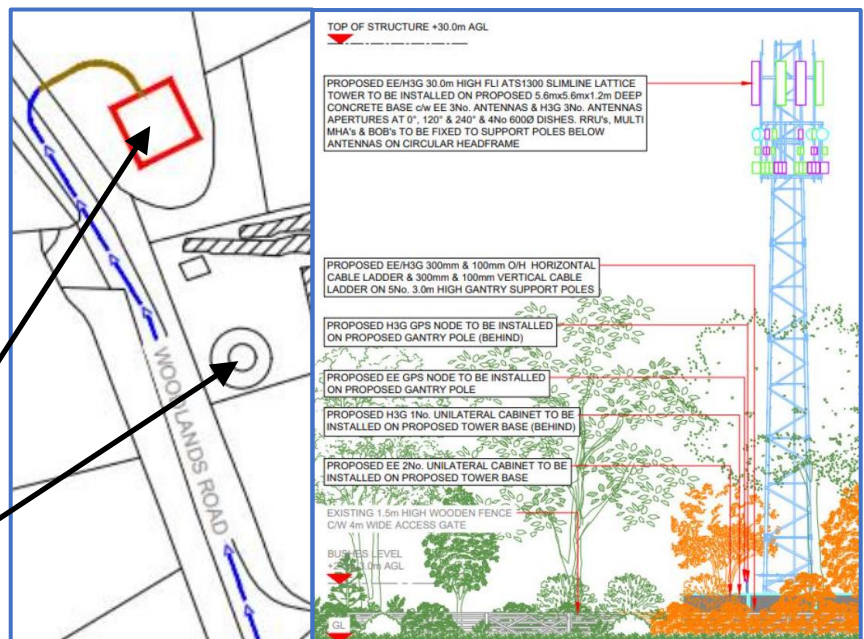 WOODLANDS ROAD
TOP OF STRUCTURE +30.0m AGL
PROPOSED EE/H3G 30.0m HIGH FLI ATS1300 SLIMLINE LATTICE
TOWER TO BE INSTALLED ON PROPOSED 5.6mx5.6mx1.2m DEEP
CONCRETE BASE c/w EE 3No. ANTENNAS & H3G 3No. ANTENNAS
APERTURES AT 0°, 120° & 240° & 4No 600Ø DISHES. RRU's, MULTI
MHA's & BOB's TO BE FIXED TO SUPPORT POLES BELOW
ANTENNAS ON CIRCULAR HEADFRAME
PROPOSED EE/H3G 300mm & 100mm O/H HORIZONTAL
CABLE LADDER & 300mm & 100mm VERTICAL CABLE
LADDER ON 5No. 3.0m HIGH GANTRY SUPPORT POLES
PROPOSED H3G GPS NODE TO BE INSTALLED
ON PROPOSED GANTRY POLE (BEHIND)
PROPOSED EE GPS NODE TO BE INSTALLED
ON PROPOSED GANTRY POLE
PROPOSED H3G 1No. UNILATERAL CABINET TO BE
INSTALLED ON PROPOSED TOWER BASE (BEHIND)
PROPOSED EE 2No. UNILATERAL CABINET TO BE
INSTALLED ON PROPOSED TOWER BASE
EXISTING 1.5m HIGH WOODEN FENCE
C/W 4m WIDE ACCESS GATE
BUSHES LEVEL
AGL
GL